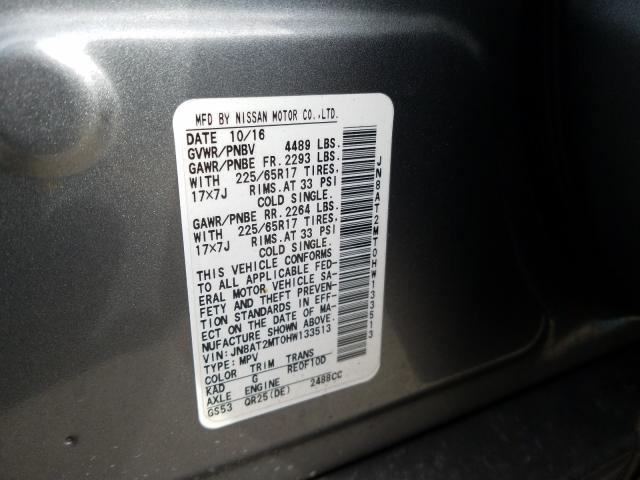 MFD BY NISSAN MOTOR CO.,LTD.
DATE 10/16
GVWR/PNBV 4489 LBS.
GAWR/PNBE FR. 2293 LBS.
WITH 225/65R17 TIRES,
17×7J RIMS.AT 33 PSI
COLD SINGLE.
GAWR/PNBE RR. 2264 LBS.
WITH 225/65R17 TIRES,
17×7J RIMS.AT 33 PSI
COLD SINGLE.
THIS VEHICLE CONFORMS
TO ALL APPLICABLE FED-
ERAL MOTOR VEHICLE SA-
FETY AND THEFT PREVEN-
TION STANDARDS IN EFF-
ECT ON THE DATE OF MA-
NUFACTURE SHOWN ABOVE.
VIN: JN8AT2MT0HW133513
TYPE: MPV
COLOR TRIM TRANS
KAD G RE0F10D
AXLE ENGINE
GS53 QR25(DE) 2488CC
JN8AT2MT0HW133513